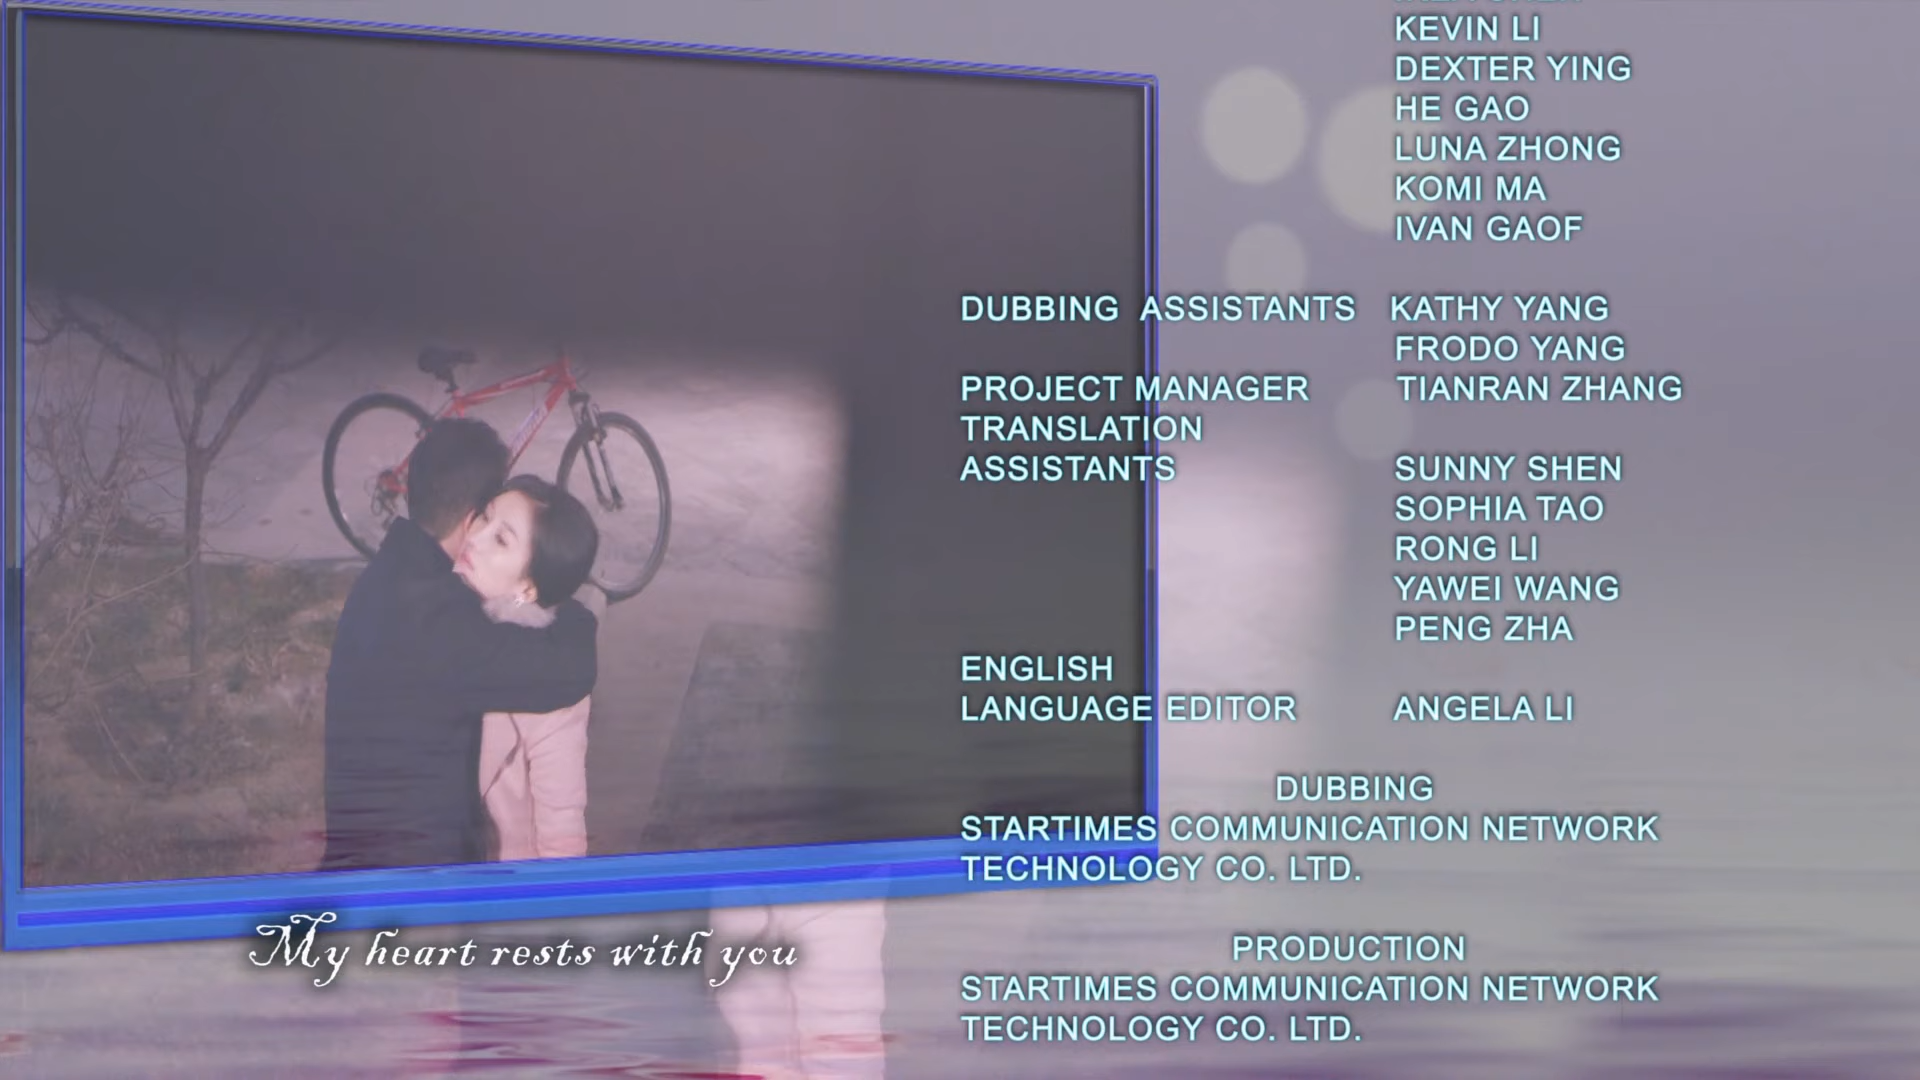 KEVIN LI
DEXTER YING
HE GAO
LUNA ZHONG
KOMI MA
IVAN GAOF
DUBBING ASSISTANTS KATHY YANG
FRODO YANG
PROJECT MANAGER TIANRAN ZHANG
TRANSLATION
ASSISTANTS SUNNY SHEN
SOPHIA TAO
RONG LI
YAWEI WANG
PENG ZHA
ENGLISH
LANGUAGE EDITOR ANGELA LI
DUBBING
STARTIMES COMMUNICATION NETWORK
TECHNOLOGY CO. LTD.
My heart rests with you
PRODUCTION
STARTIMES COMMUNICATION NETWORK
TECHNOLOGY CO. LTD.